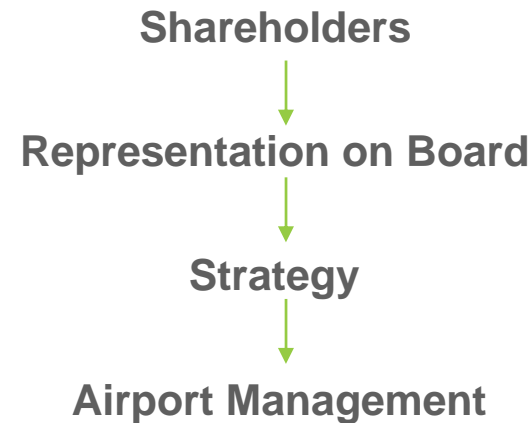 Shareholders
Representation on Board
Strategy
Airport Management